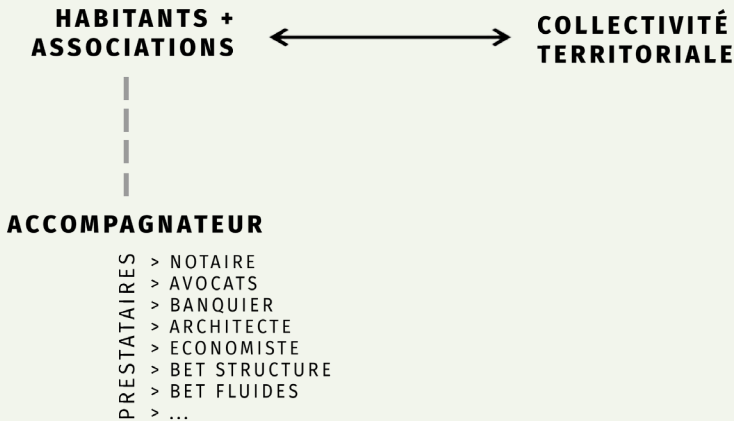 HABITANTS +
ASSOCIATIONS
COLLECTIVITÉ
TERRITORIALE
ACCOMPAGNATEUR
PRESTATAIRES
> NOTAIRE
> AVOCATS
> BANQUIER
> ARCHITECTE
> ECONOMISTE
> BET STRUCTURE
> BET FLUIDES
> ...